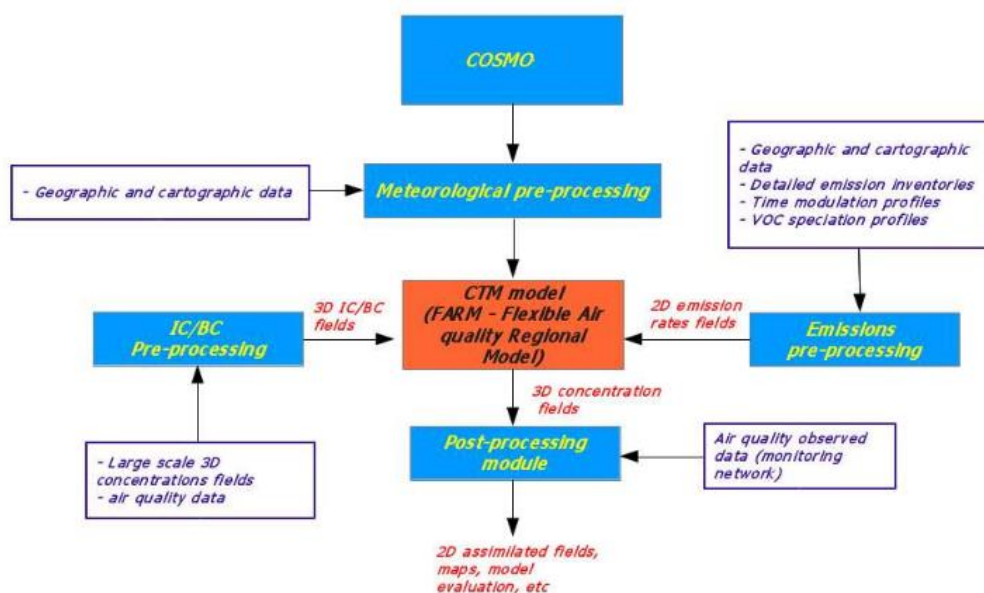 COSMO
- Geographic and cartographic data
Meteorological pre-processing
- Geographic and cartographic
data
- Detailed emission inventories
- Time modulation profiles
- VOC speciation profiles
3D IC/BC
fields
CTM model
(FARM - Flexible Air
quality Regional
Model)
2D emission
rates fields
IC/BC
Pre-processing
Emissions
pre-processing
3D concentration
fields
- Large scale 3D
concentrations fields
- air quality data
Post-processing
module
Air quality observed
data (monitoring
network)
2D assimilated fields,
maps, model
evaluation, etc